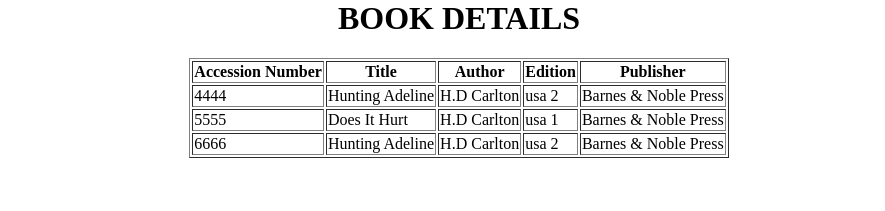 BOOK DETAILS
Accession Number Title Author Edition Publisher
4444 Hunting Adeline H.D Carlton usa 2 Barnes & Noble Press
5555 Does It Hurt H.D Carlton usa 1 Barnes & Noble Press
6666 Hunting Adeline H.D Carlton usa 2 Barnes & Noble Press